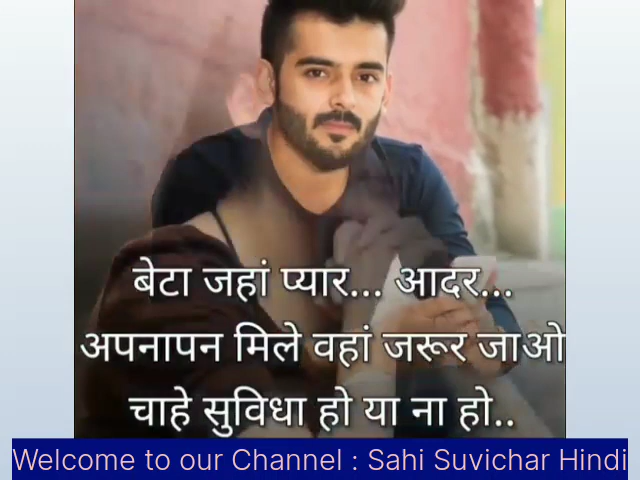 बेटा जहां प्यार... आदर...
अपनापन मिले वहां जरूर जाओ
चाहे सुविधा हो या ना हो..
Welcome to our Channel : Sahi Suvichar Hindi